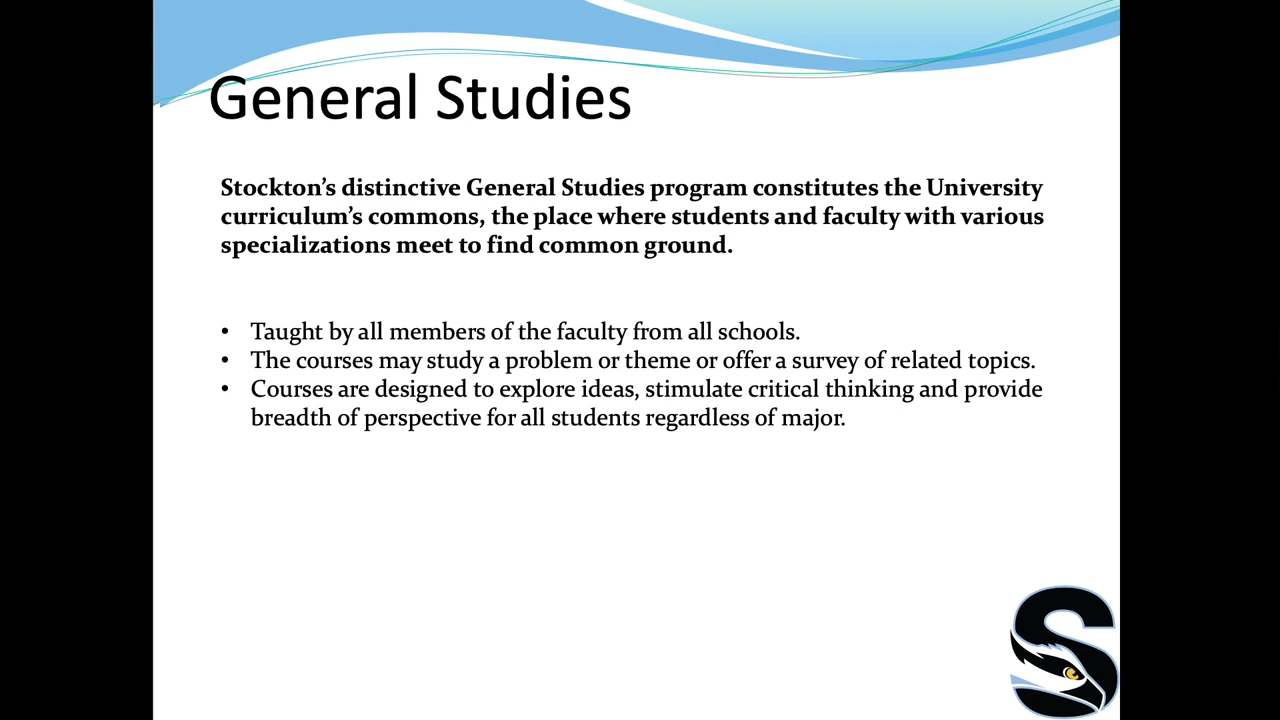 General Studies
Stockton’s distinctive General Studies program constitutes the University
curriculum’s commons, the place where students and faculty with various
specializations meet to find common ground.
• Taught by all members of the faculty from all schools.
• The courses may study a problem or theme or offer a survey of related topics.
• Courses are designed to explore ideas, stimulate critical thinking and provide
breadth of perspective for all students regardless of major.
S